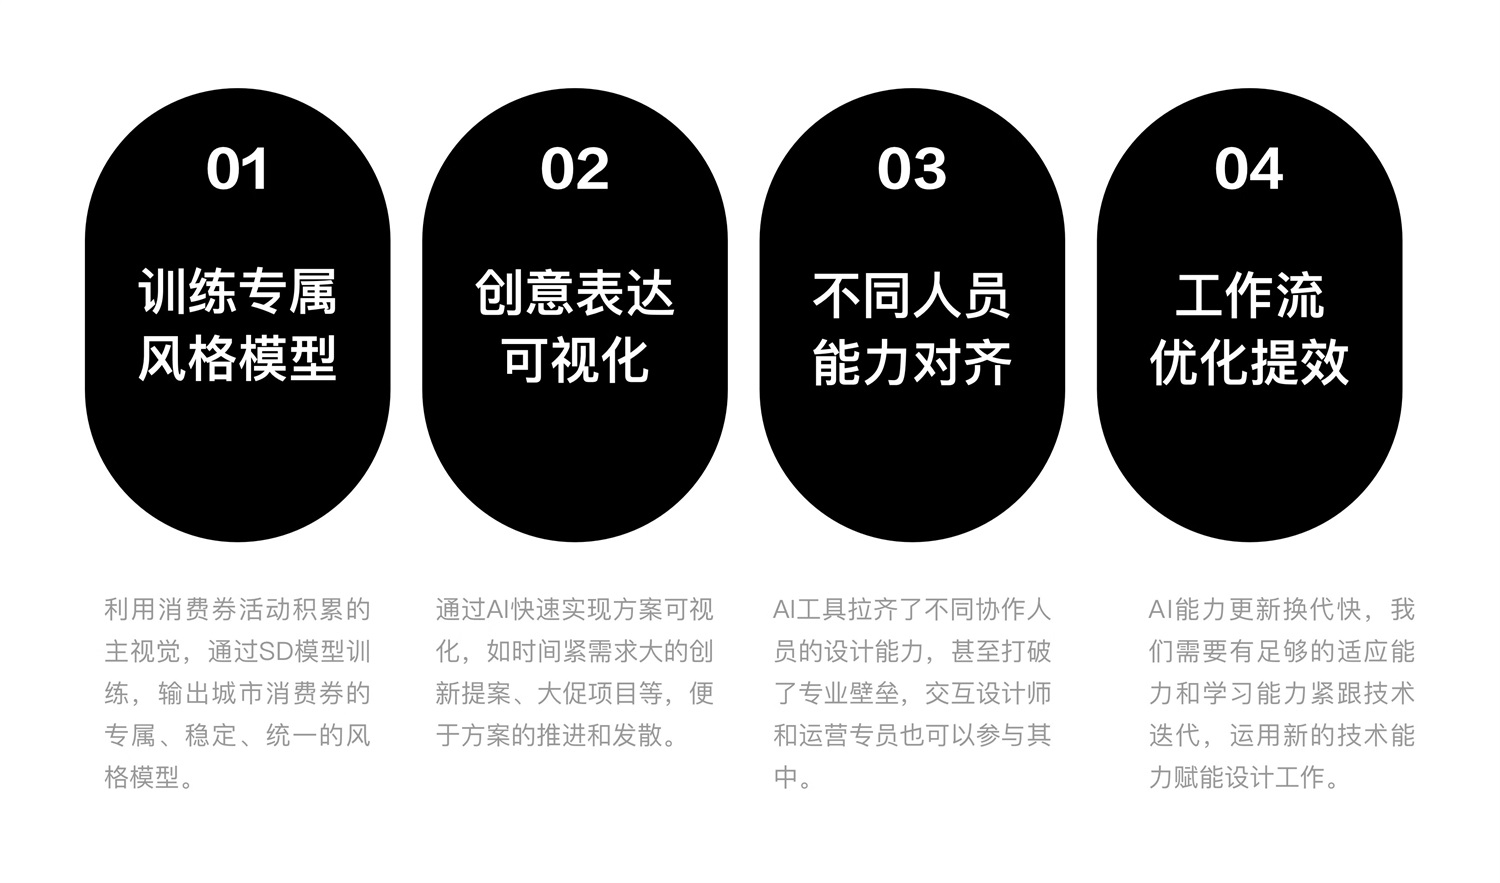 01
训练专属
风格模型
利用消费券活动积累的
主视觉，通过SD模型训
练，输出城市消费券的
专属、稳定、统一的风
格模型。
02
创意表达
可视化
通过AI快速实现方案可视
化，如时间紧需求大的创
新提案、大促项目等，便
于方案的推进和发散。
03
不同人员
能力对齐
AI工具拉齐了不同协作人
员的设计能力，甚至打破
了专业壁垒，交互设计师
和运营专员也可以参与其
中。
04
工作流
优化提效
AI能力更新换代快，我
们需要有足够的适应能
力和学习能力紧跟技术
迭代，运用新的技术能
力赋能设计工作。